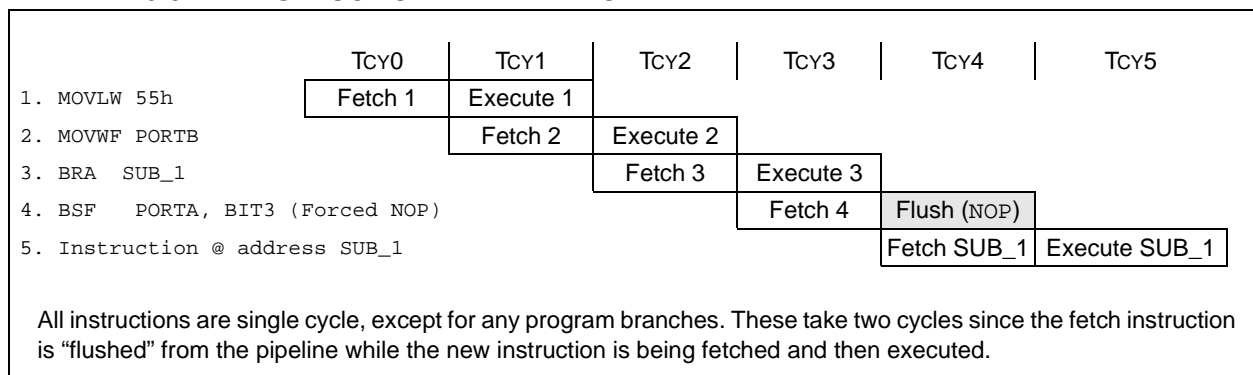 TCY0 TCY1 TCY2 TCY3 TCY4 TCY5
1. MOVLW 55h Fetch 1 Execute 1
2. MOVWF PORTB Fetch 2 Execute 2
3. BRA SUB_1 Fetch 3 Execute 3
4. BSF PORTA, BIT3 (Forced NOP) Fetch 4 Flush (NOP)
5. Instruction @ address SUB_1 Fetch SUB_1 Execute SUB_1
All instructions are single cycle, except for any program branches. These take two cycles since the fetch instruction
is “flushed” from the pipeline while the new instruction is being fetched and then executed.